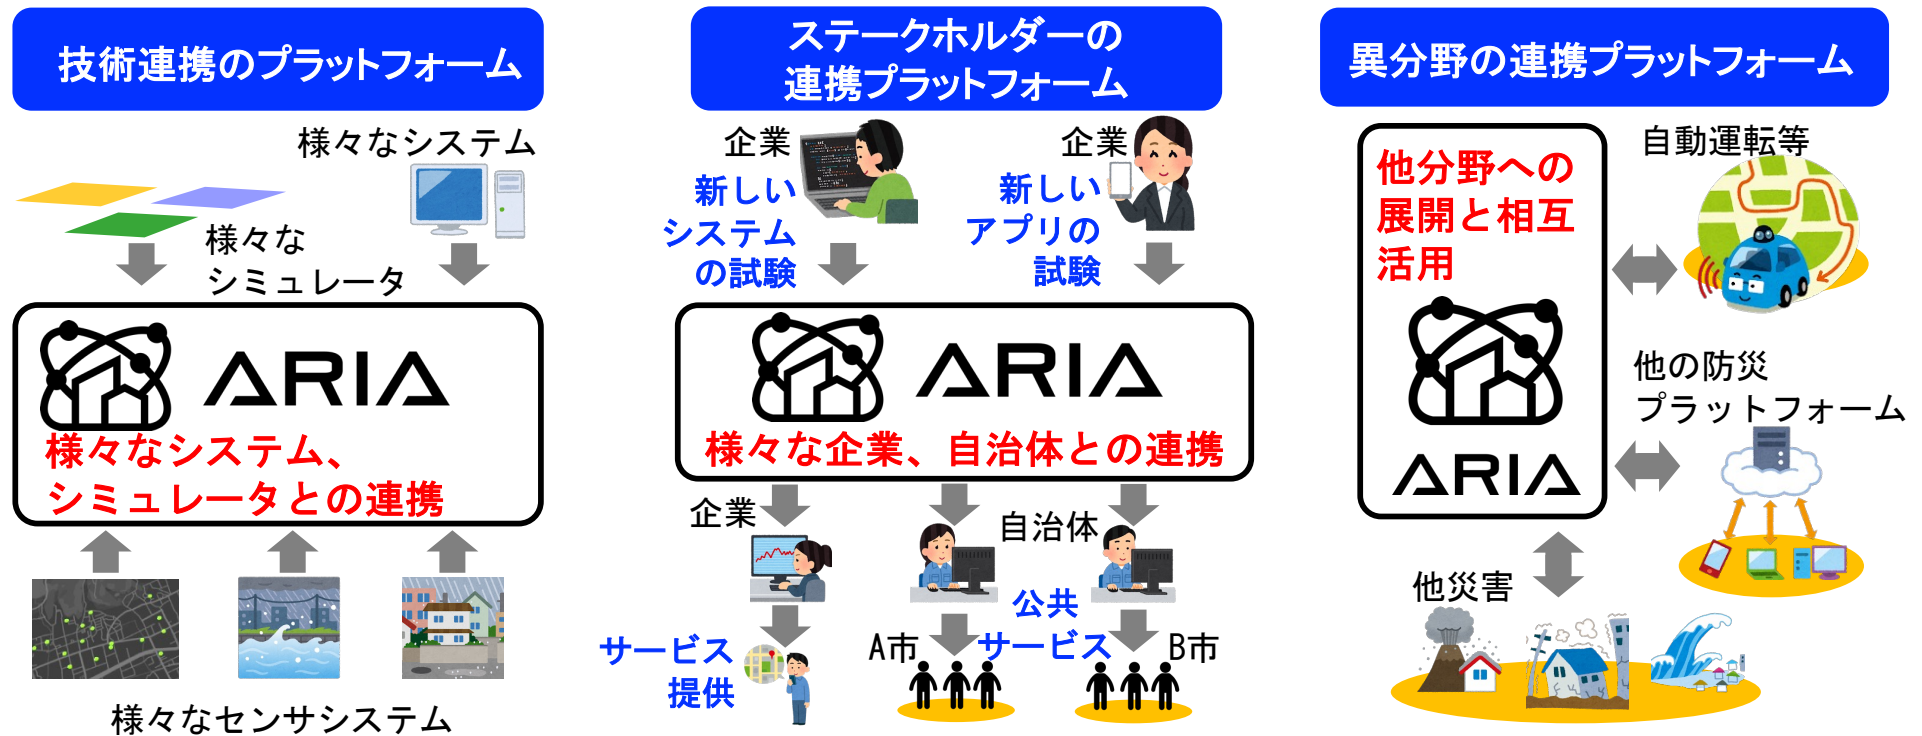 技術連携のプラットフォーム
様々なシステム
様々な
シミュレータ
ARIA
様々なシステム、
シミュレータとの連携
様々なセンサシステム
ステークホルダーの
連携プラットフォーム
企業
新しい
システム
の試験
企業
新しい
アプリの
試験
ARIA
様々な企業、自治体との連携
企業
自治体
サービス
提供
公共
サービス
A市
B市
異分野の連携プラットフォーム
他分野への
展開と相互
活用
ARIA
自動運転等
他の防災
プラットフォーム
他災害